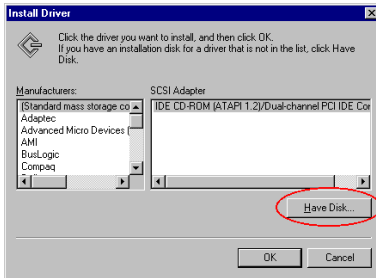 Install Driver
Click the driver you want to install, and then click OK.
If you have an installation disk for a driver that is not in the list, click Have
Disk.
Manufacturers:
SCSI Adapter
(Standard mass storage co
Adaptec
Advanced Micro Devices (
AMI
BusLogic
Compaq
IDE CD-ROM (ATAPI 1.2)/Dual-channel PCI IDE Cor
Have Disk...
OK
Cancel